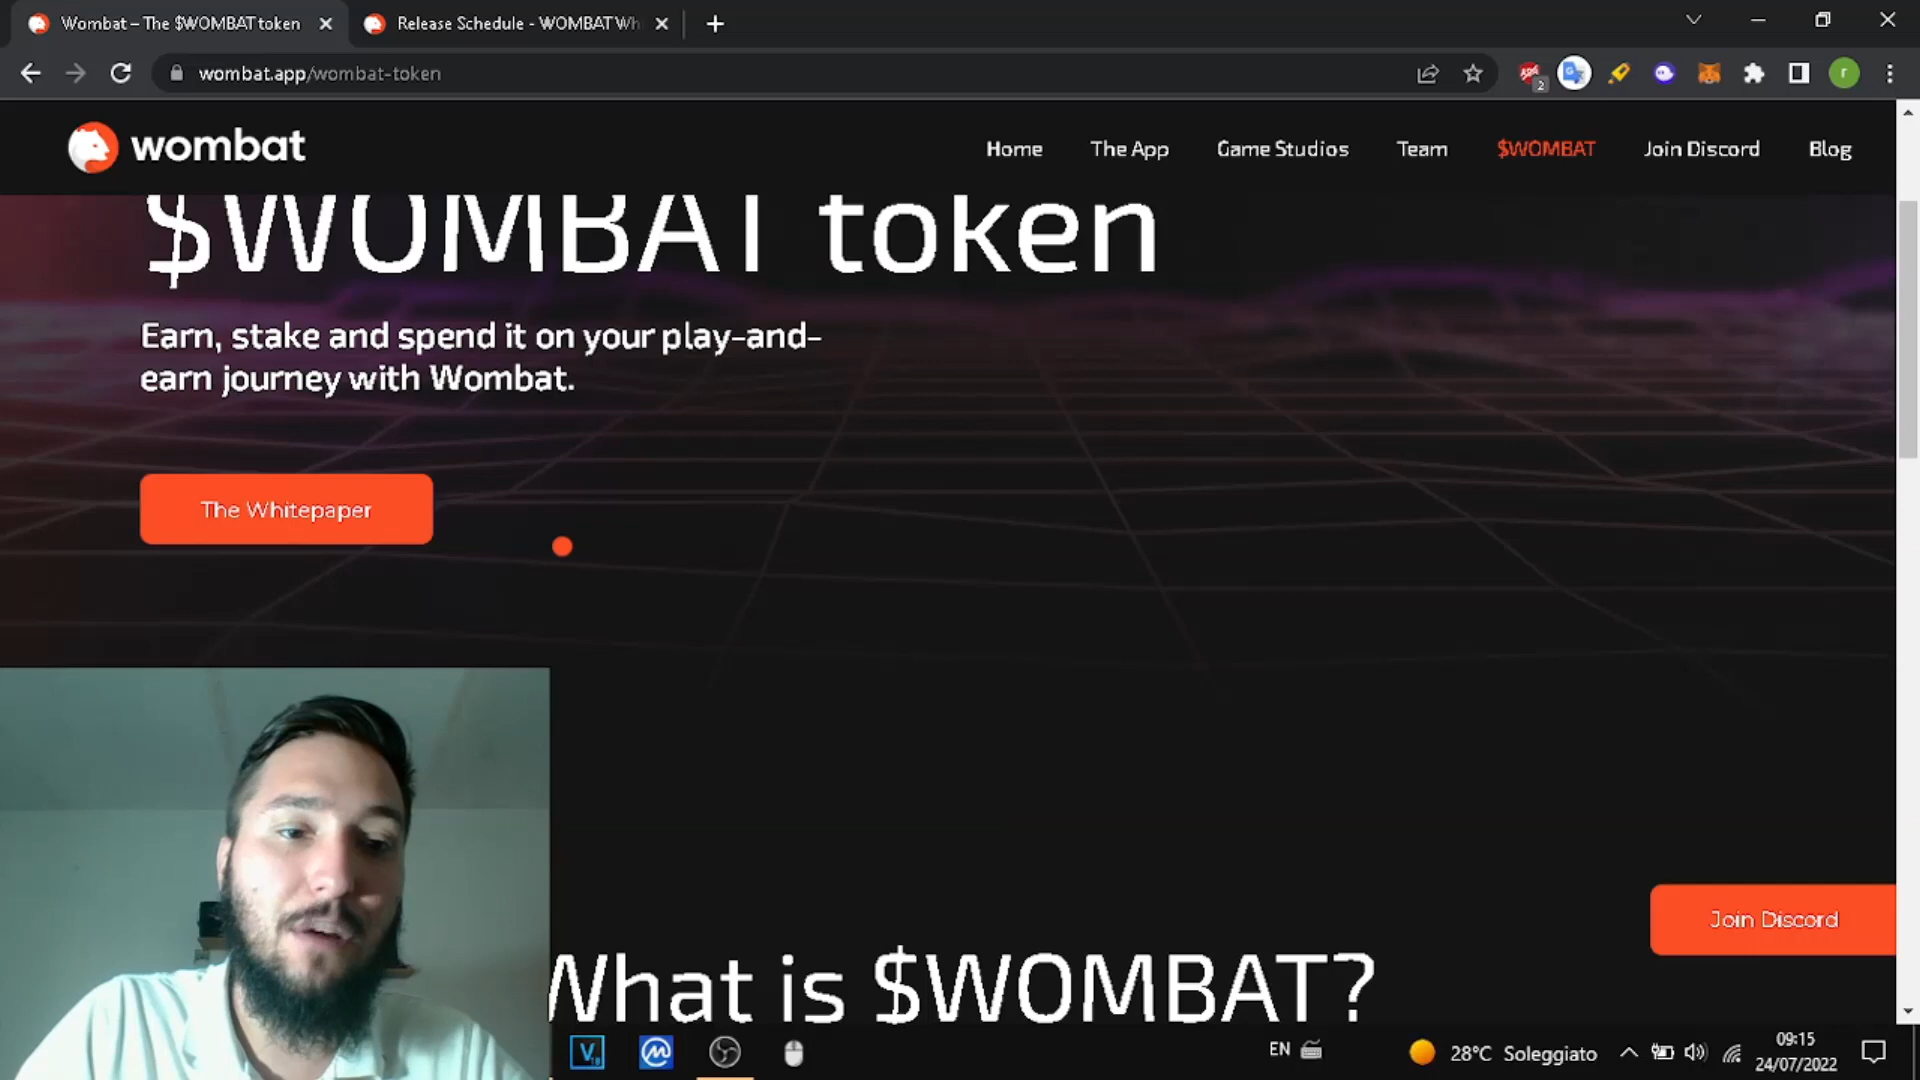 Wombat – The $WOMBAT token
Release Schedule - WOMBAT Wh
wombat.app/wombat-token
2
r
wombat
Home
The App
Game Studios
Team
$WOMBAT
Join Discord
Blog
$WOMBAT token
Earn, stake and spend it on your play-and-
earn journey with Wombat.
The Whitepaper
Join Discord
What is $WOMBAT?
EN
28°C Soleggiato
09:15
24/07/2022